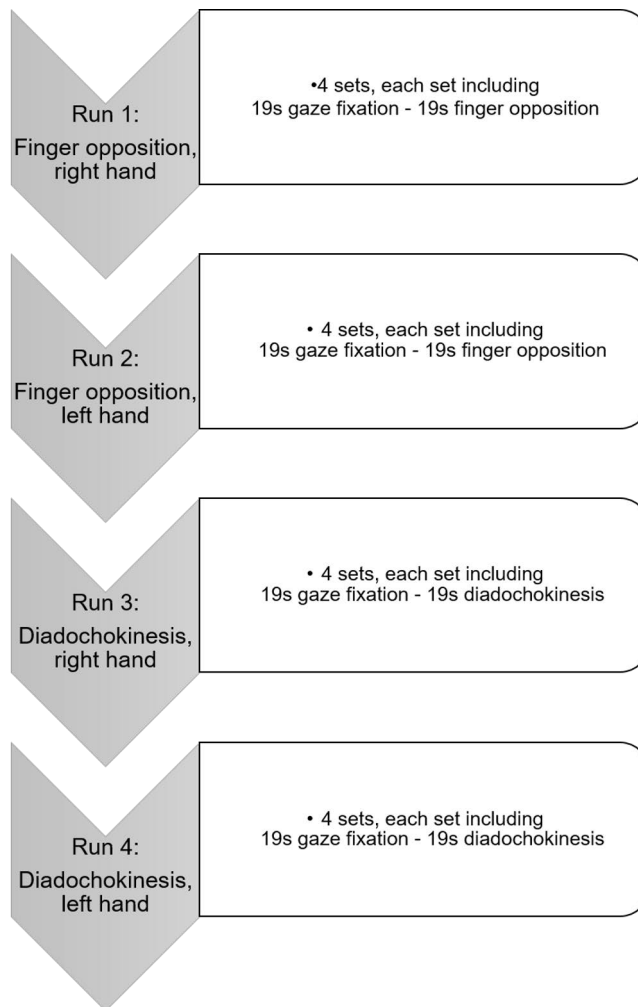 Run 1:
Finger opposition,
right hand
•4 sets, each set including
19s gaze fixation - 19s finger opposition
Run 2:
Finger opposition,
left hand
• 4 sets, each set including
19s gaze fixation - 19s finger opposition
Run 3:
Diadochokinesis,
right hand
• 4 sets, each set including
19s gaze fixation - 19s diadochokinesis
Run 4:
Diadochokinesis,
left hand
• 4 sets, each set including
19s gaze fixation - 19s diadochokinesis